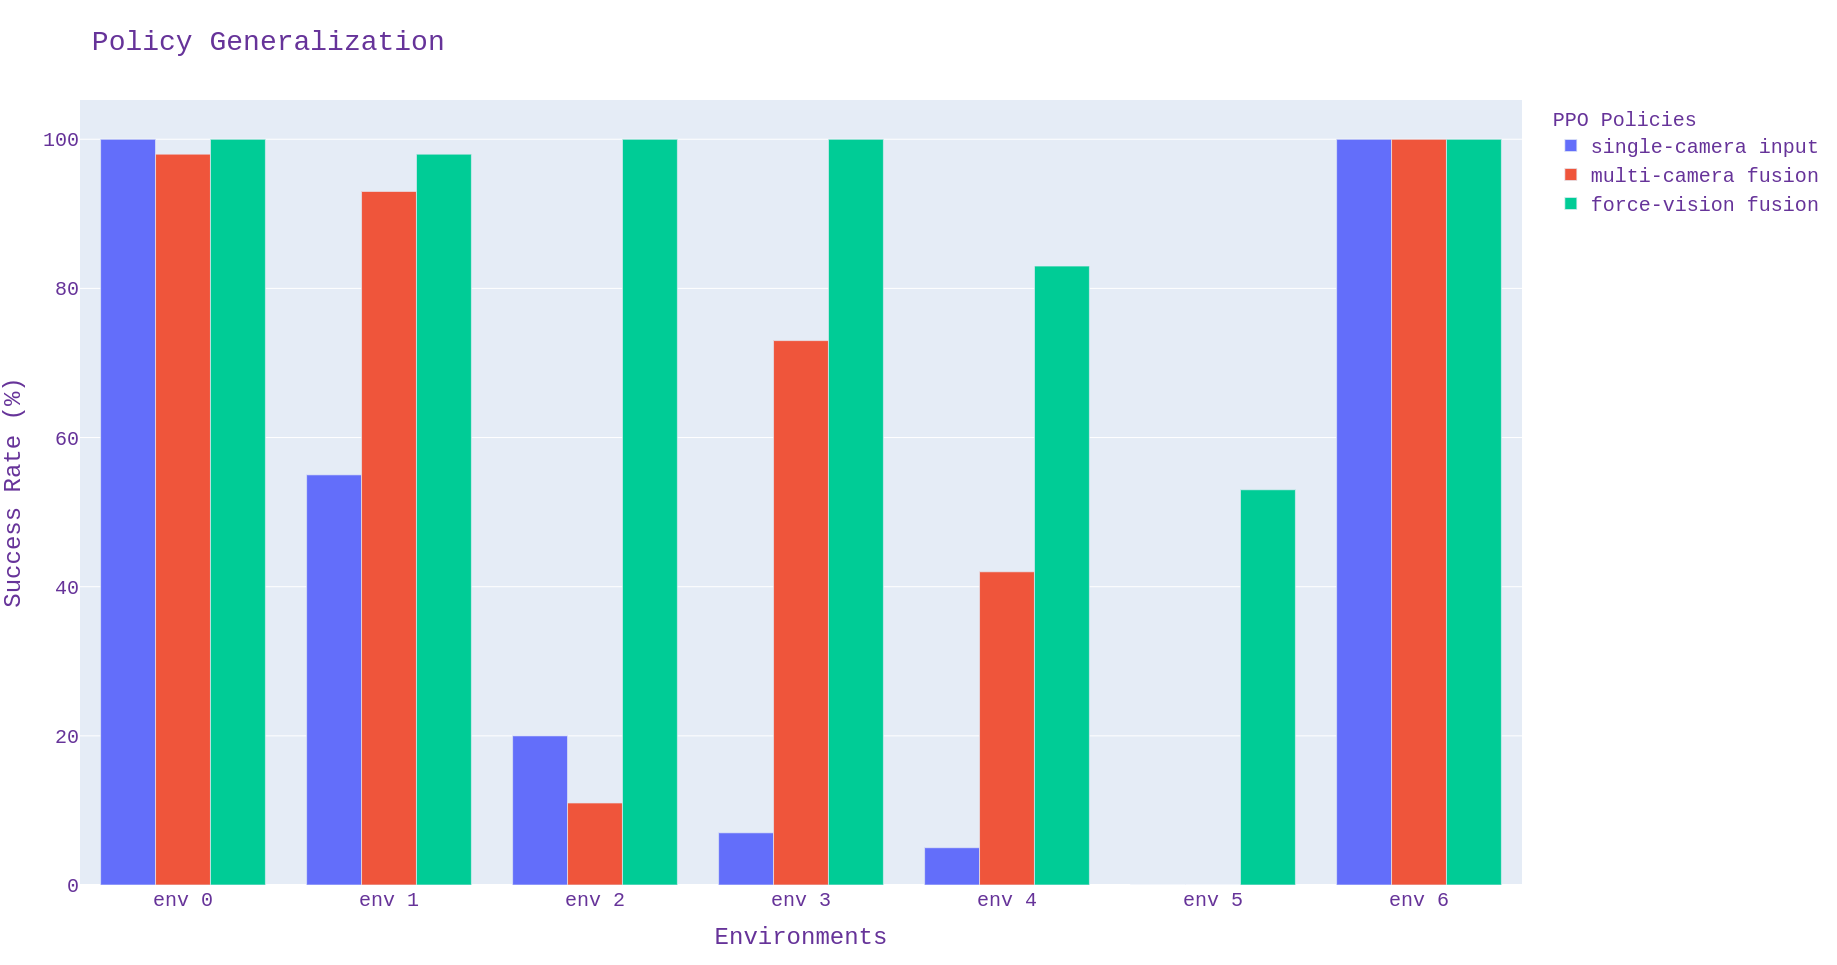 Policy Generalization
PPO Policies
single-camera input
multi-camera fusion
force-vision fusion
Success Rate (%)
100
80
60
40
20
0
env 0
env 1
env 2
env 3
env 4
env 5
env 6
Environments